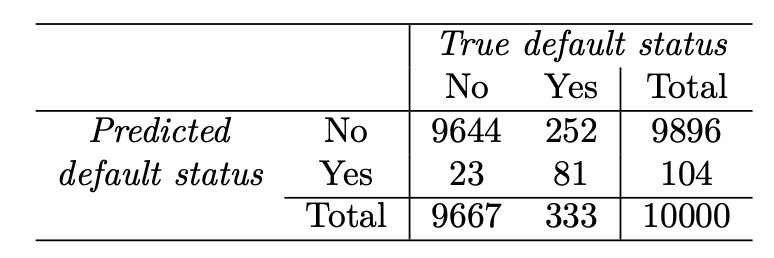 True default status
No Yes Total
Predicted No 9644 252 9896
default status Yes 23 81 104
Total 9667 333 10000